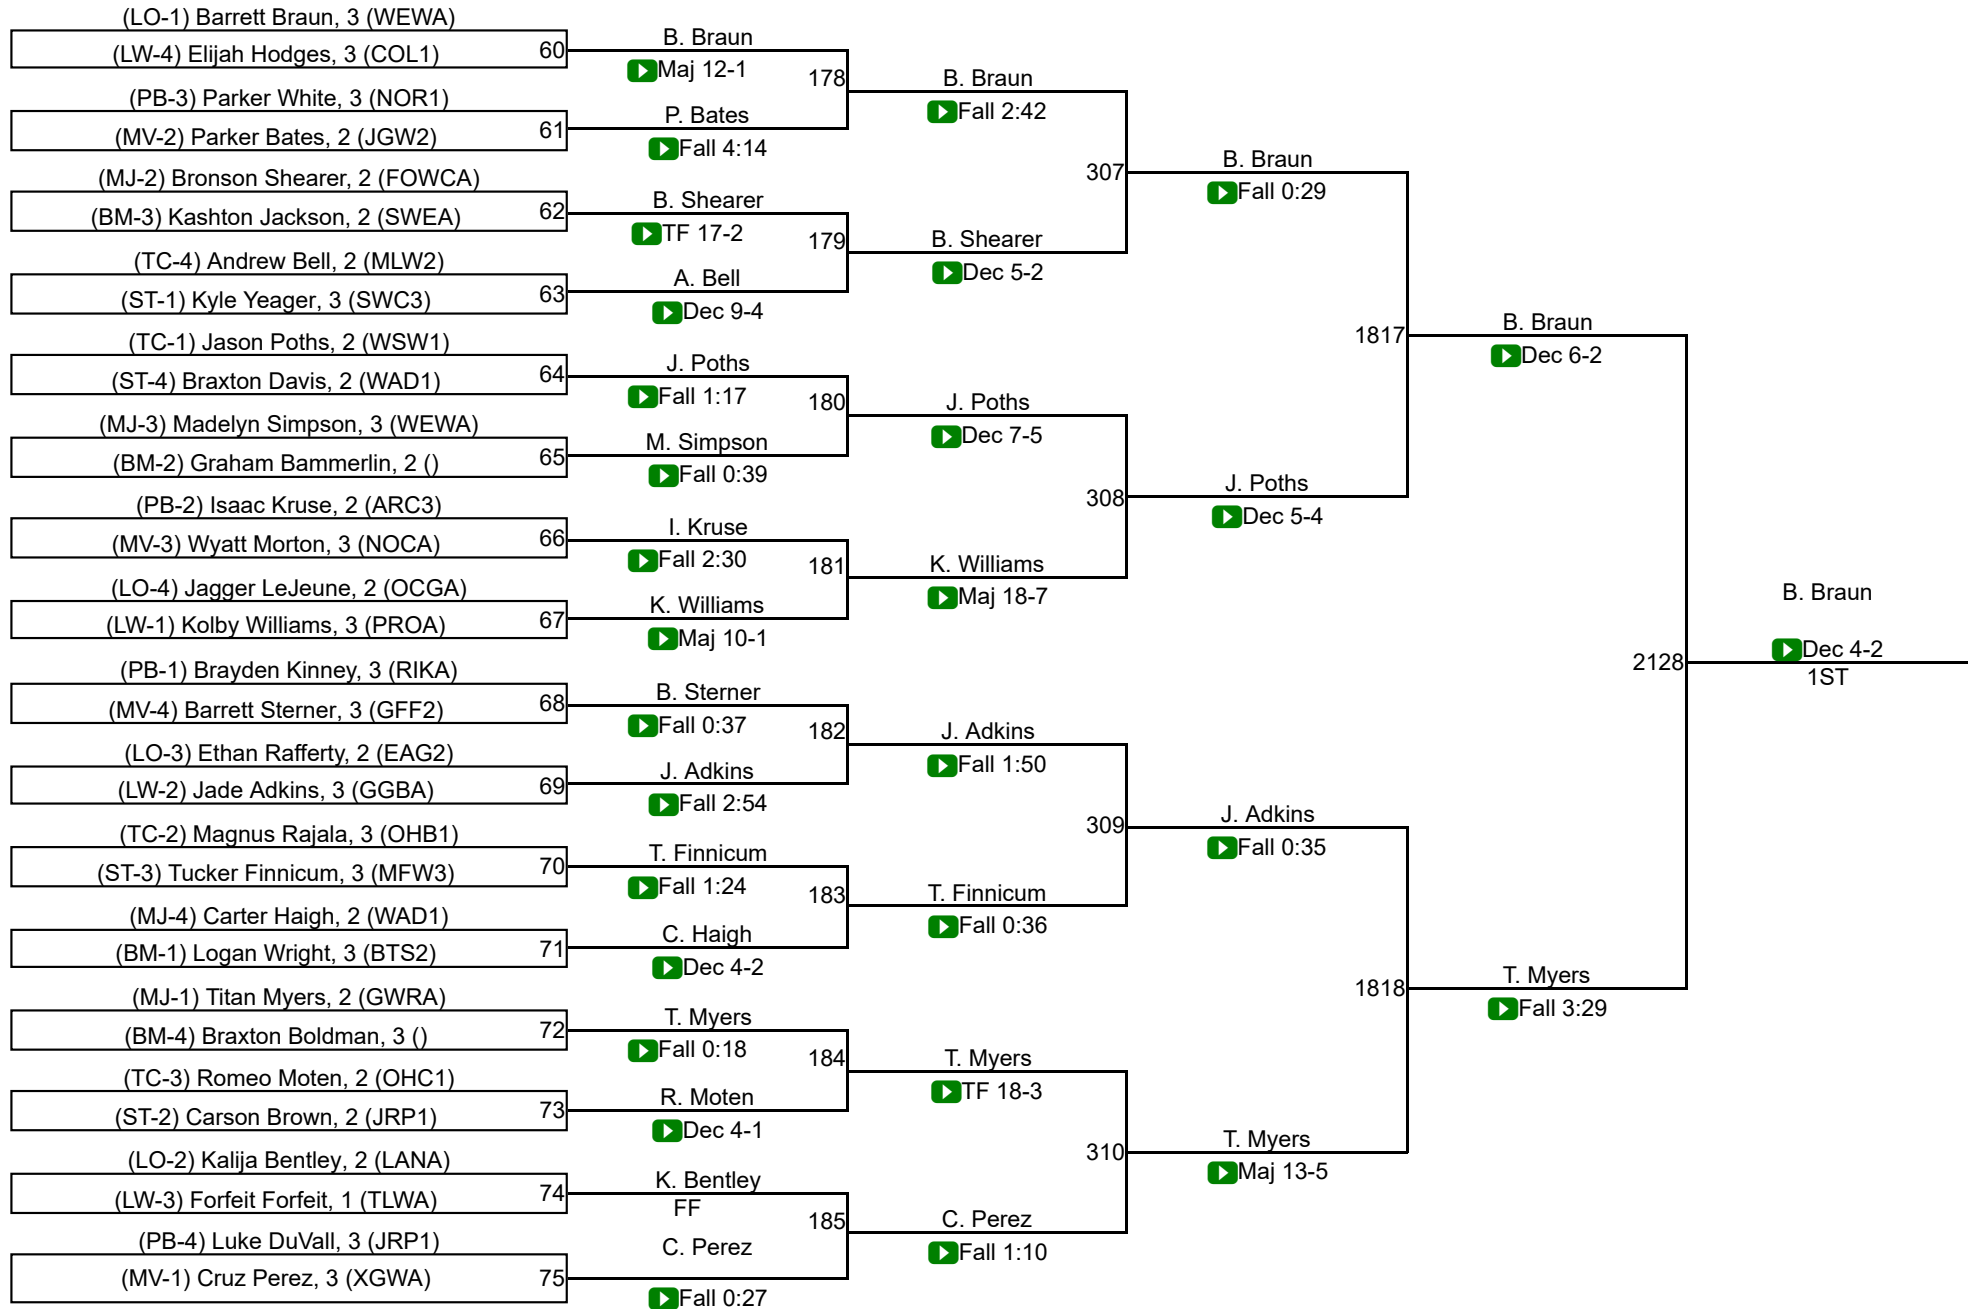 (LO-1) Barrett Braun, 3 (WEWA)
(LW-4) Elijah Hodges, 3 (COL1)
60
(PB-3) Parker White, 3 (NOR1)
(MV-2) Parker Bates, 2 (JGW2)
61
(MJ-2) Bronson Shearer, 2 (FOWCA)
(BM-3) Kashton Jackson, 2 (SWEA)
62
(TC-4) Andrew Bell, 2 (MLW2)
(ST-1) Kyle Yeager, 3 (SWC3)
63
(TC-1) Jason Poths, 2 (WSW1)
(ST-4) Braxton Davis, 2 (WAD1)
64
(MJ-3) Madelyn Simpson, 3 (WEWA)
(BM-2) Graham Bammerlin, 2 ()
65
(PB-2) Isaac Kruse, 2 (ARC3)
(MV-3) Wyatt Morton, 3 (NOCA)
66
(LO-4) Jagger LeJeune, 2 (OCGA)
(LW-1) Kolby Williams, 3 (PROA)
67
(PB-1) Brayden Kinney, 3 (RIKA)
(MV-4) Barrett Sterner, 3 (GFF2)
68
(LO-3) Ethan Rafferty, 2 (EAG2)
(LW-2) Jade Adkins, 3 (GGBA)
69
(TC-2) Magnus Rajala, 3 (OHB1)
(ST-3) Tucker Finnicum, 3 (MFW3)
70
(MJ-4) Carter Haigh, 2 (WAD1)
(BM-1) Logan Wright, 3 (BTS2)
71
(MJ-1) Titan Myers, 2 (GWRA)
(BM-4) Braxton Boldman, 3 ()
72
(TC-3) Romeo Moten, 2 (OHC1)
(ST-2) Carson Brown, 2 (JRP1)
73
(LO-2) Kalija Bentley, 2 (LANA)
(LW-3) Forfeit Forfeit, 1 (TLWA)
74
(PB-4) Luke DuVall, 3 (JRP1)
(MV-1) Cruz Perez, 3 (XGWA)
75
B. Braun
Maj 12-1
178
P. Bates
Fall 4:14
B. Shearer
TF 17-2
179
A. Bell
Dec 9-4
J. Poths
Fall 1:17
180
M. Simpson
Fall 0:39
I. Kruse
Fall 2:30
181
K. Williams
Maj 10-1
B. Sterner
Fall 0:37
182
J. Adkins
Fall 2:54
T. Finnicum
Fall 1:24
183
C. Haigh
Dec 4-2
T. Myers
Fall 0:18
184
R. Moten
Dec 4-1
K. Bentley
FF
185
C. Perez
Fall 0:27
B. Braun
Fall 2:42
307
B. Shearer
Dec 5-2
J. Poths
Dec 7-5
308
K. Williams
Maj 18-7
J. Adkins
Fall 1:50
309
T. Finnicum
Fall 0:36
T. Myers
TF 18-3
310
C. Perez
Fall 1:10
B. Braun
Fall 0:29
1817
J. Poths
Dec 5-4
J. Adkins
Fall 0:35
1818
T. Myers
Maj 13-5
B. Braun
Dec 6-2
2128
T. Myers
Fall 3:29
B. Braun
Dec 4-2
1ST